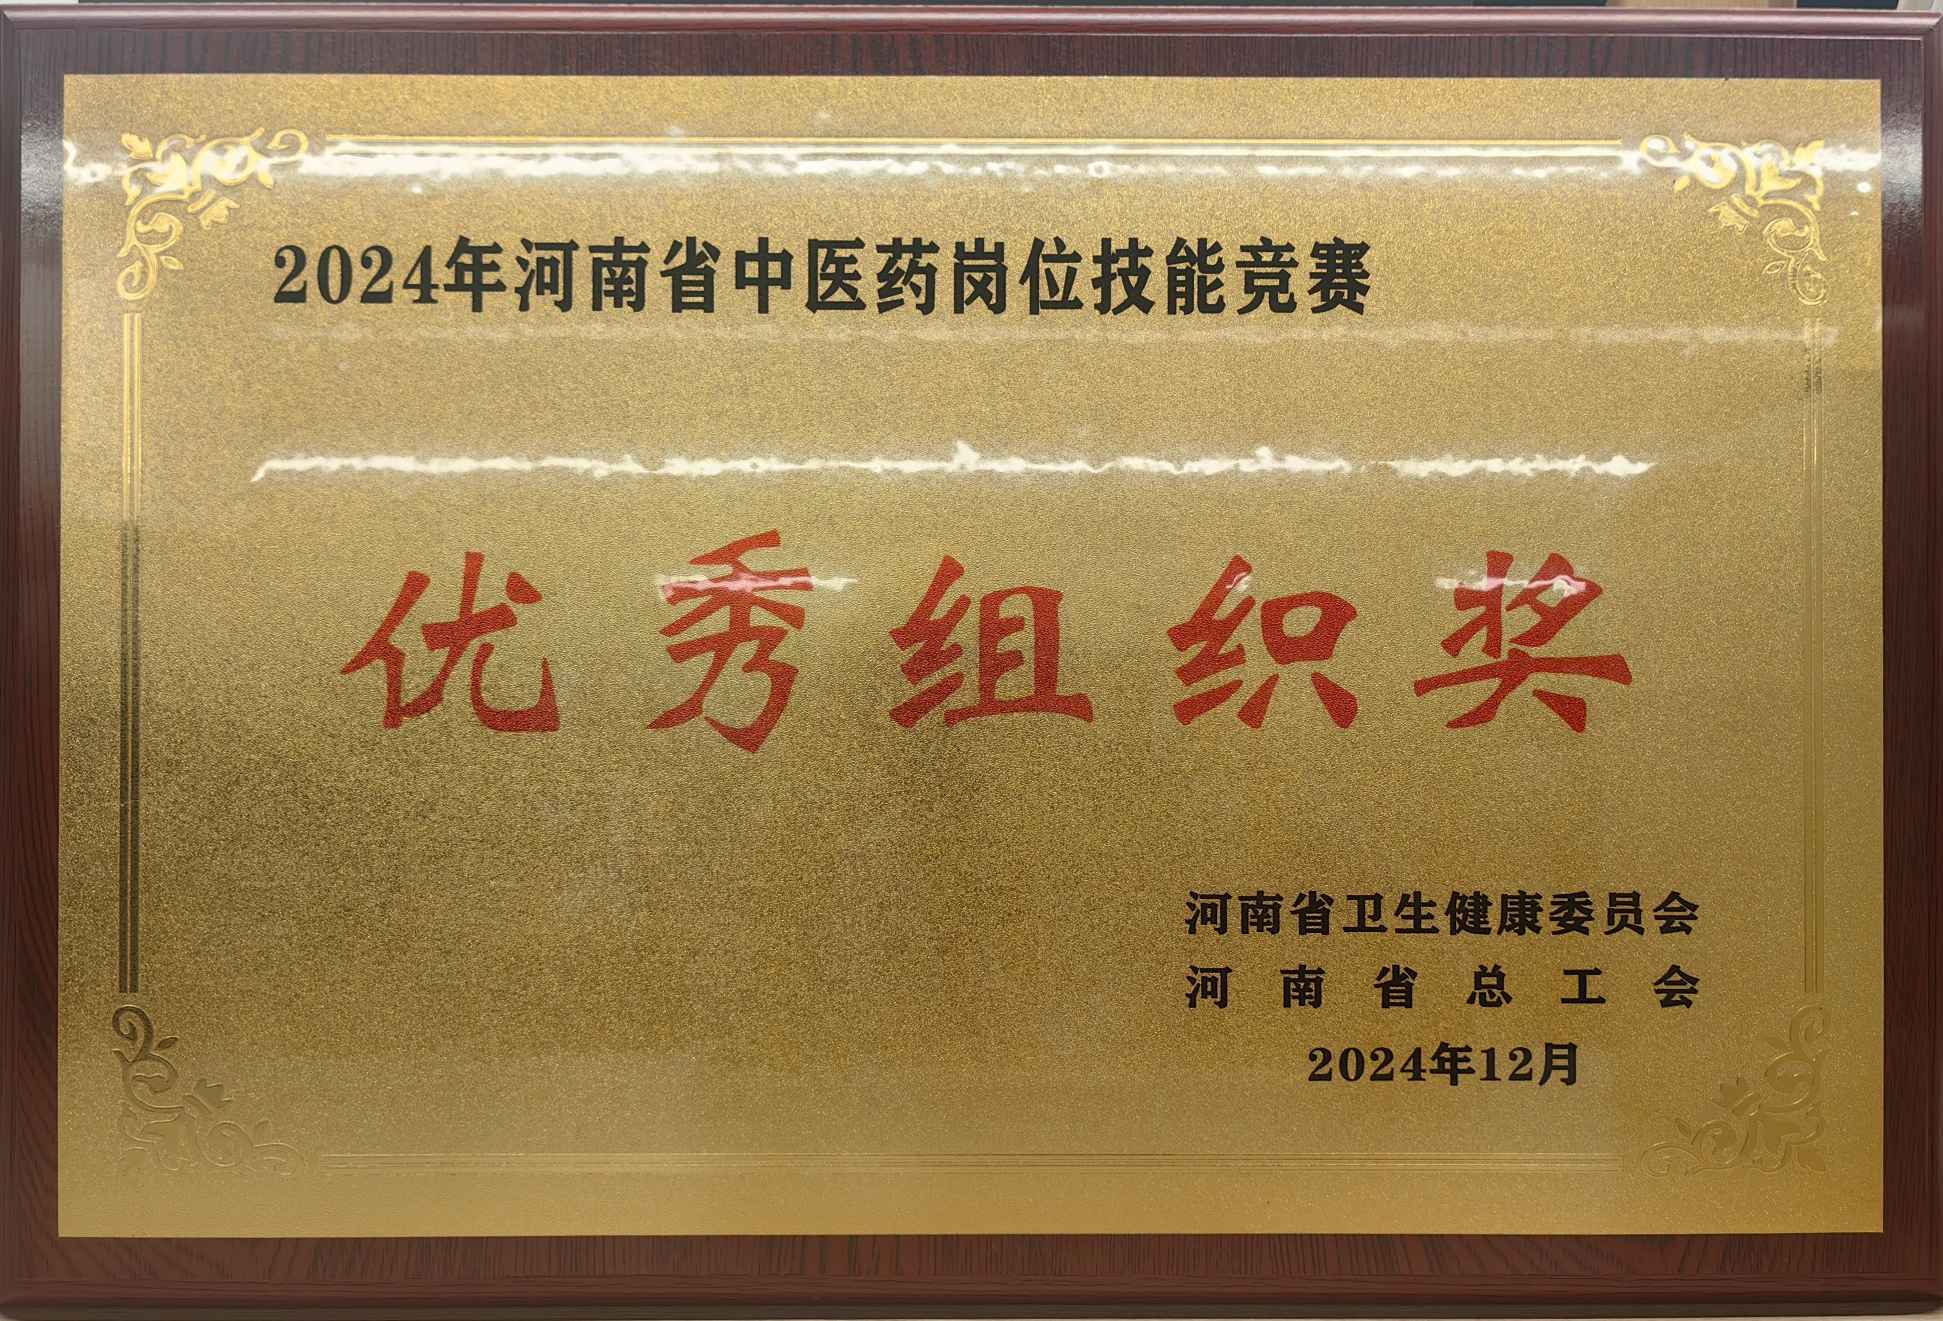 2024年河南省中医药岗位技能竞赛
优秀组织奖
河南省卫生健康委员会
河南省总工会
2024年12月